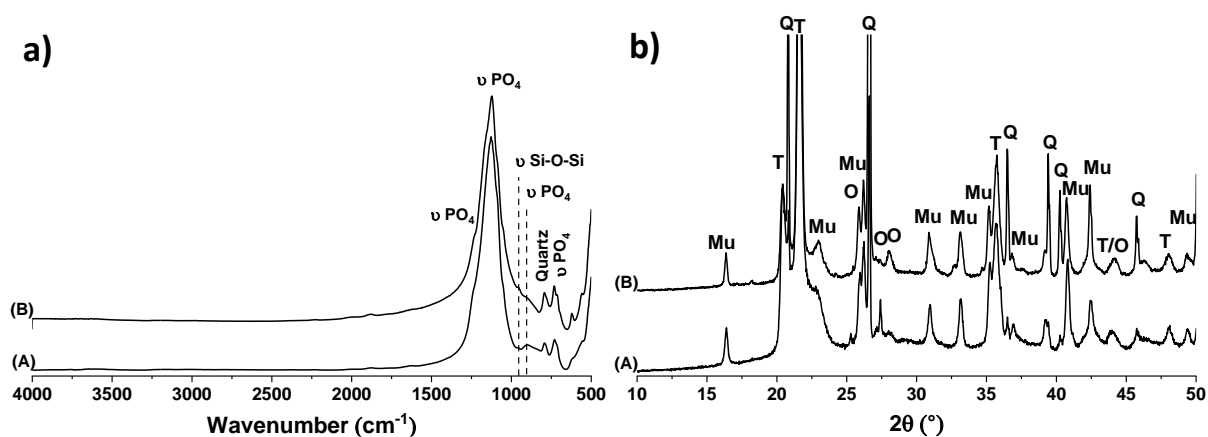 a)
υ PO₄
υ Si-O-Si
υ PO₄
υ PO₄
Quartz
υ PO₄
(B)
(A)
4000 3500 3000 2500 2000 1500 1000 500
Wavenumber (cm⁻¹)
b)
Q
T
T
Mu
Mu
O
Mu
Q
O
O
Mu
Mu
Mu
T
Q
Mu
Q
Q
Mu
Mu
T/O
Q
T
Mu
(B)
(A)
10 15 20 25 30 35 40 45 50
2θ (°)